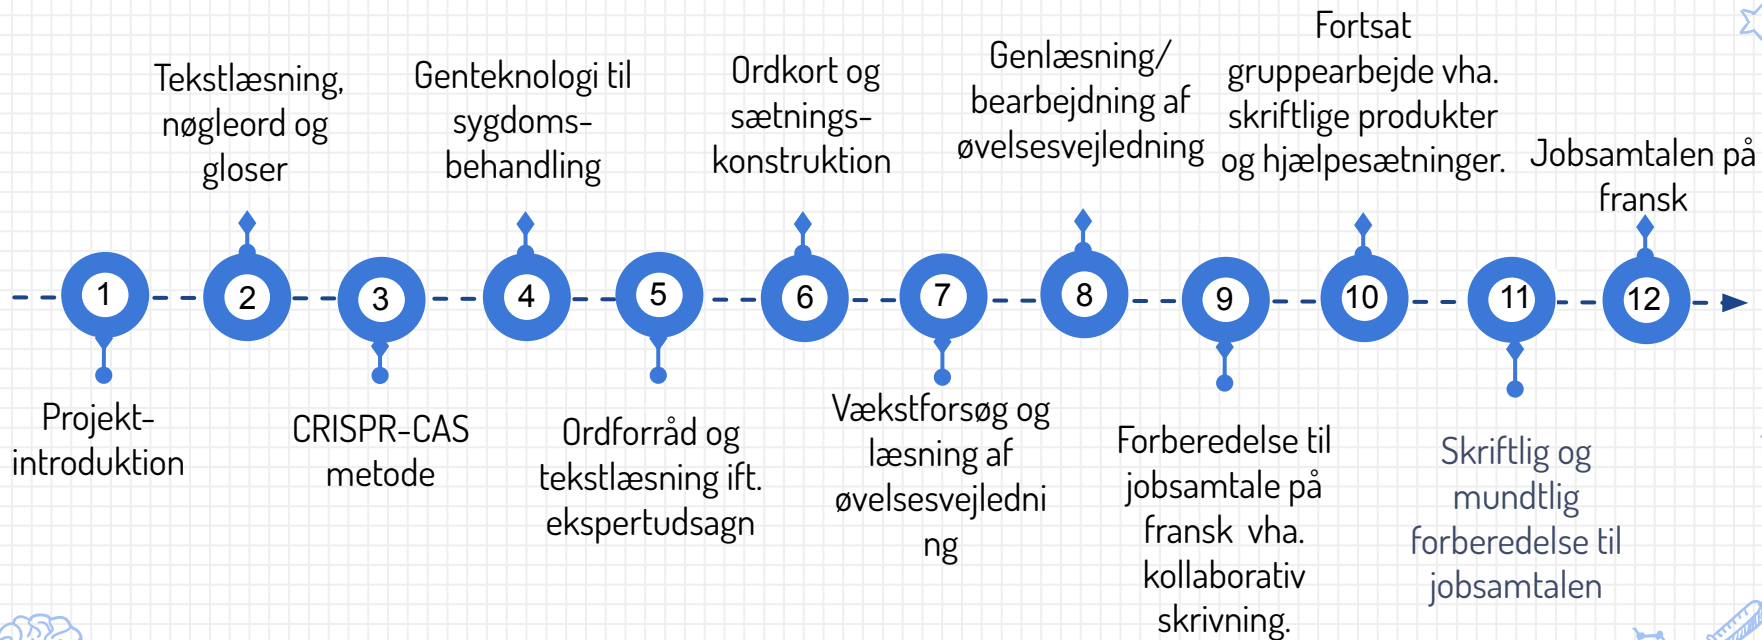 Projekt-
introduktion
1
Tekstlæsning,
nøgleord og
gloser
2
CRISPR-CAS
metode
3
Genteknologi til
sygdoms-
behandling
4
Ordforråd og
tekstlæsning ift.
ekspertudsagn
5
Ordkort og
sætnings-
konstruktion
6
Vækstforsøg og
læsning af
øvelsesvejledni
ng
7
Genlæsning/
bearbejdning af
øvelsesvejledning
8
Forberedelse til
jobsamtale på
fransk vha.
kollaborativ
skrivning.
9
Fortsat
gruppearbejde vha.
skriftlige produkter
og hjælpesætninger.
10
Skriftlig og
mundtlig
forberedelse til
jobsamtalen
11
Jobsamtalen på
fransk
12